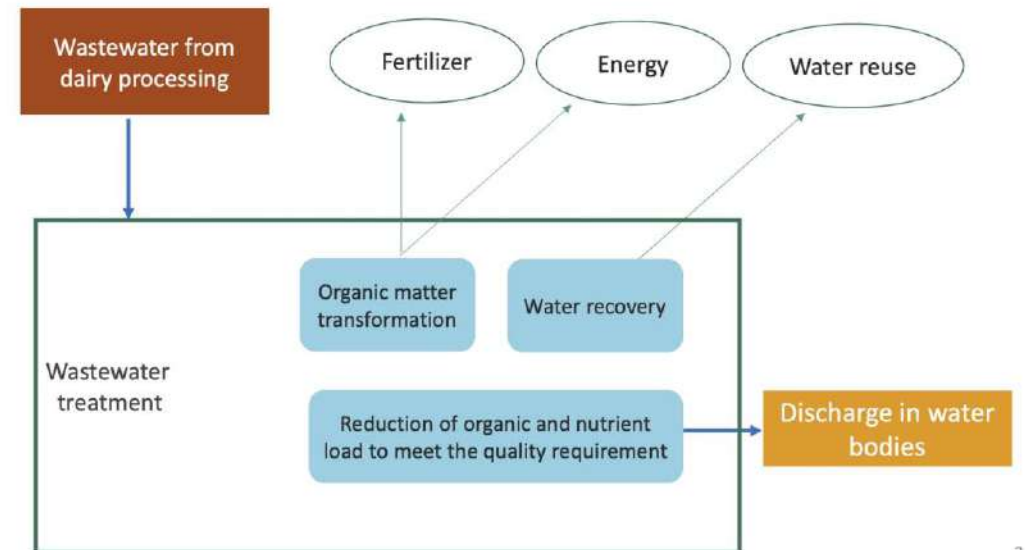 Wastewater from
dairy processing
Fertilizer
Energy
Water reuse
Organic matter
transformation
Water recovery
Wastewater
treatment
Reduction of organic and nutrient
load to meet the quality requirement
Discharge in water
bodies